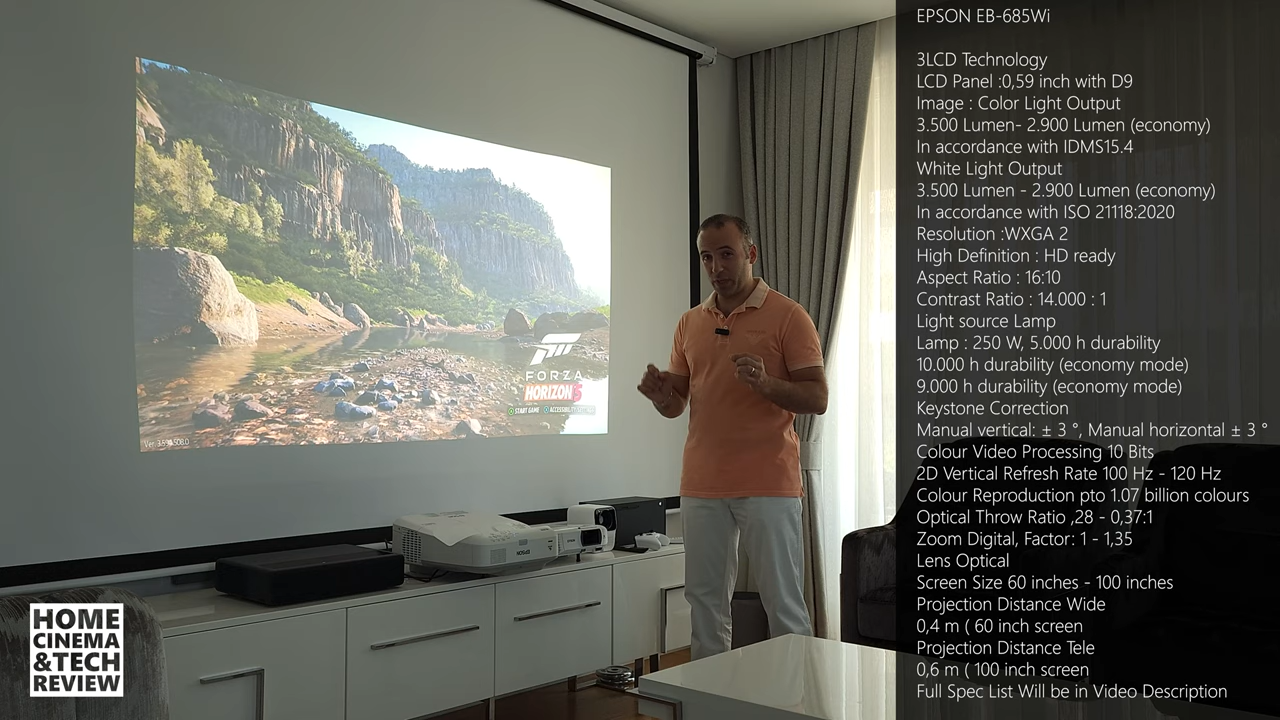 EPSON EB-685Wi
3LCD Technology
LCD Panel :0,59 inch with D9
Image : Color Light Output
3.500 Lumen- 2.900 Lumen (economy)
In accordance with IDMS15.4
White Light Output
3.500 Lumen - 2.900 Lumen (economy)
In accordance with ISO 21118:2020
Resolution :WXGA 2
High Definition : HD ready
Aspect Ratio : 16:10
Contrast Ratio : 14.000 : 1
Light source Lamp
Lamp : 250 W, 5.000 h durability
10.000 h durability (economy mode)
9.000 h durability (economy mode)
Keystone Correction
Manual vertical: ± 3 °, Manual horizontal ± 3 °
Colour Video Processing 10 Bits
2D Vertical Refresh Rate 100 Hz - 120 Hz
Colour Reproduction pto 1.07 billion colours
Optical Throw Ratio ,28 - 0,37:1
Zoom Digital, Factor: 1 - 1,35
Lens Optical
Screen Size 60 inches - 100 inches
Projection Distance Wide
0,4 m ( 60 inch screen
Projection Distance Tele
0,6 m ( 100 inch screen
Full Spec List Will be in Video Description
FORZA
HORIZON 5
START GAME
EPSON
HOME
CINEMA
&TECH
REVIEW